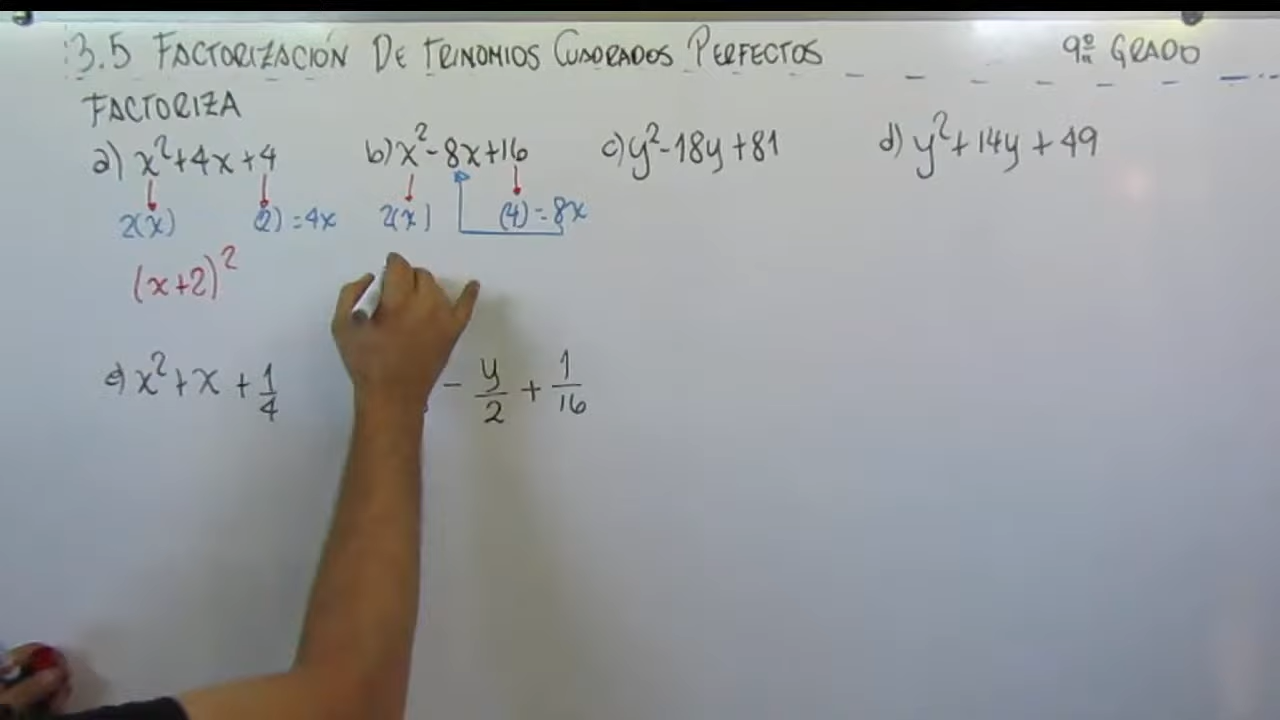 3.5 FACTORIZACIÓN DE TRINOMIOS CUADRADOS PERFECTOS 9º GRADO
FACTORIZA
a) x²+4x+4 b) x²-8x+16 c) y²-18y+81 d) y²+14y+49
2(x) (2)=4x 2(x) (4)=8x
(x+2)²
e) x²+x+1/4 - y/2 + 1/16